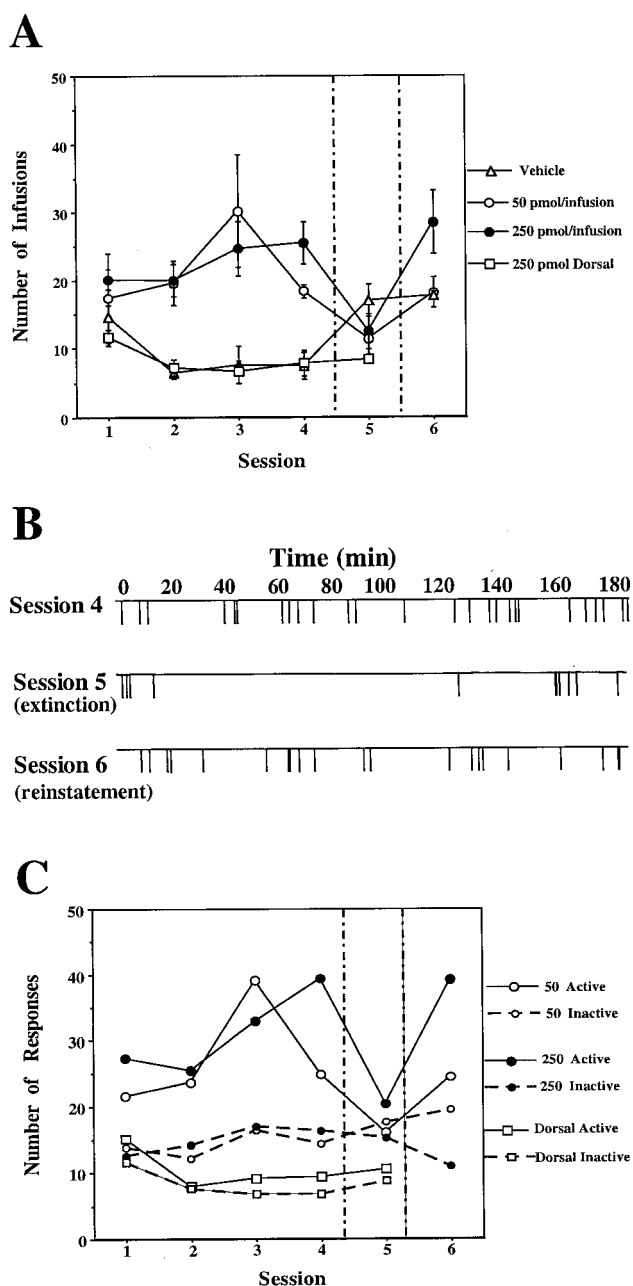 A
50
40
30
20
10
0
Number of Infusions
1 2 3 4 5 6
Session
Vehicle
50 pmol/infusion
250 pmol/infusion
250 pmol Dorsal
B
Time (min)
0 20 40 60 80 100 120 140 160 180
Session 4
Session 5
(extinction)
Session 6
(reinstatement)
C
50
40
30
20
10
0
Number of Responses
1 2 3 4 5 6
Session
50 Active
50 Inactive
250 Active
250 Inactive
Dorsal Active
Dorsal Inactive